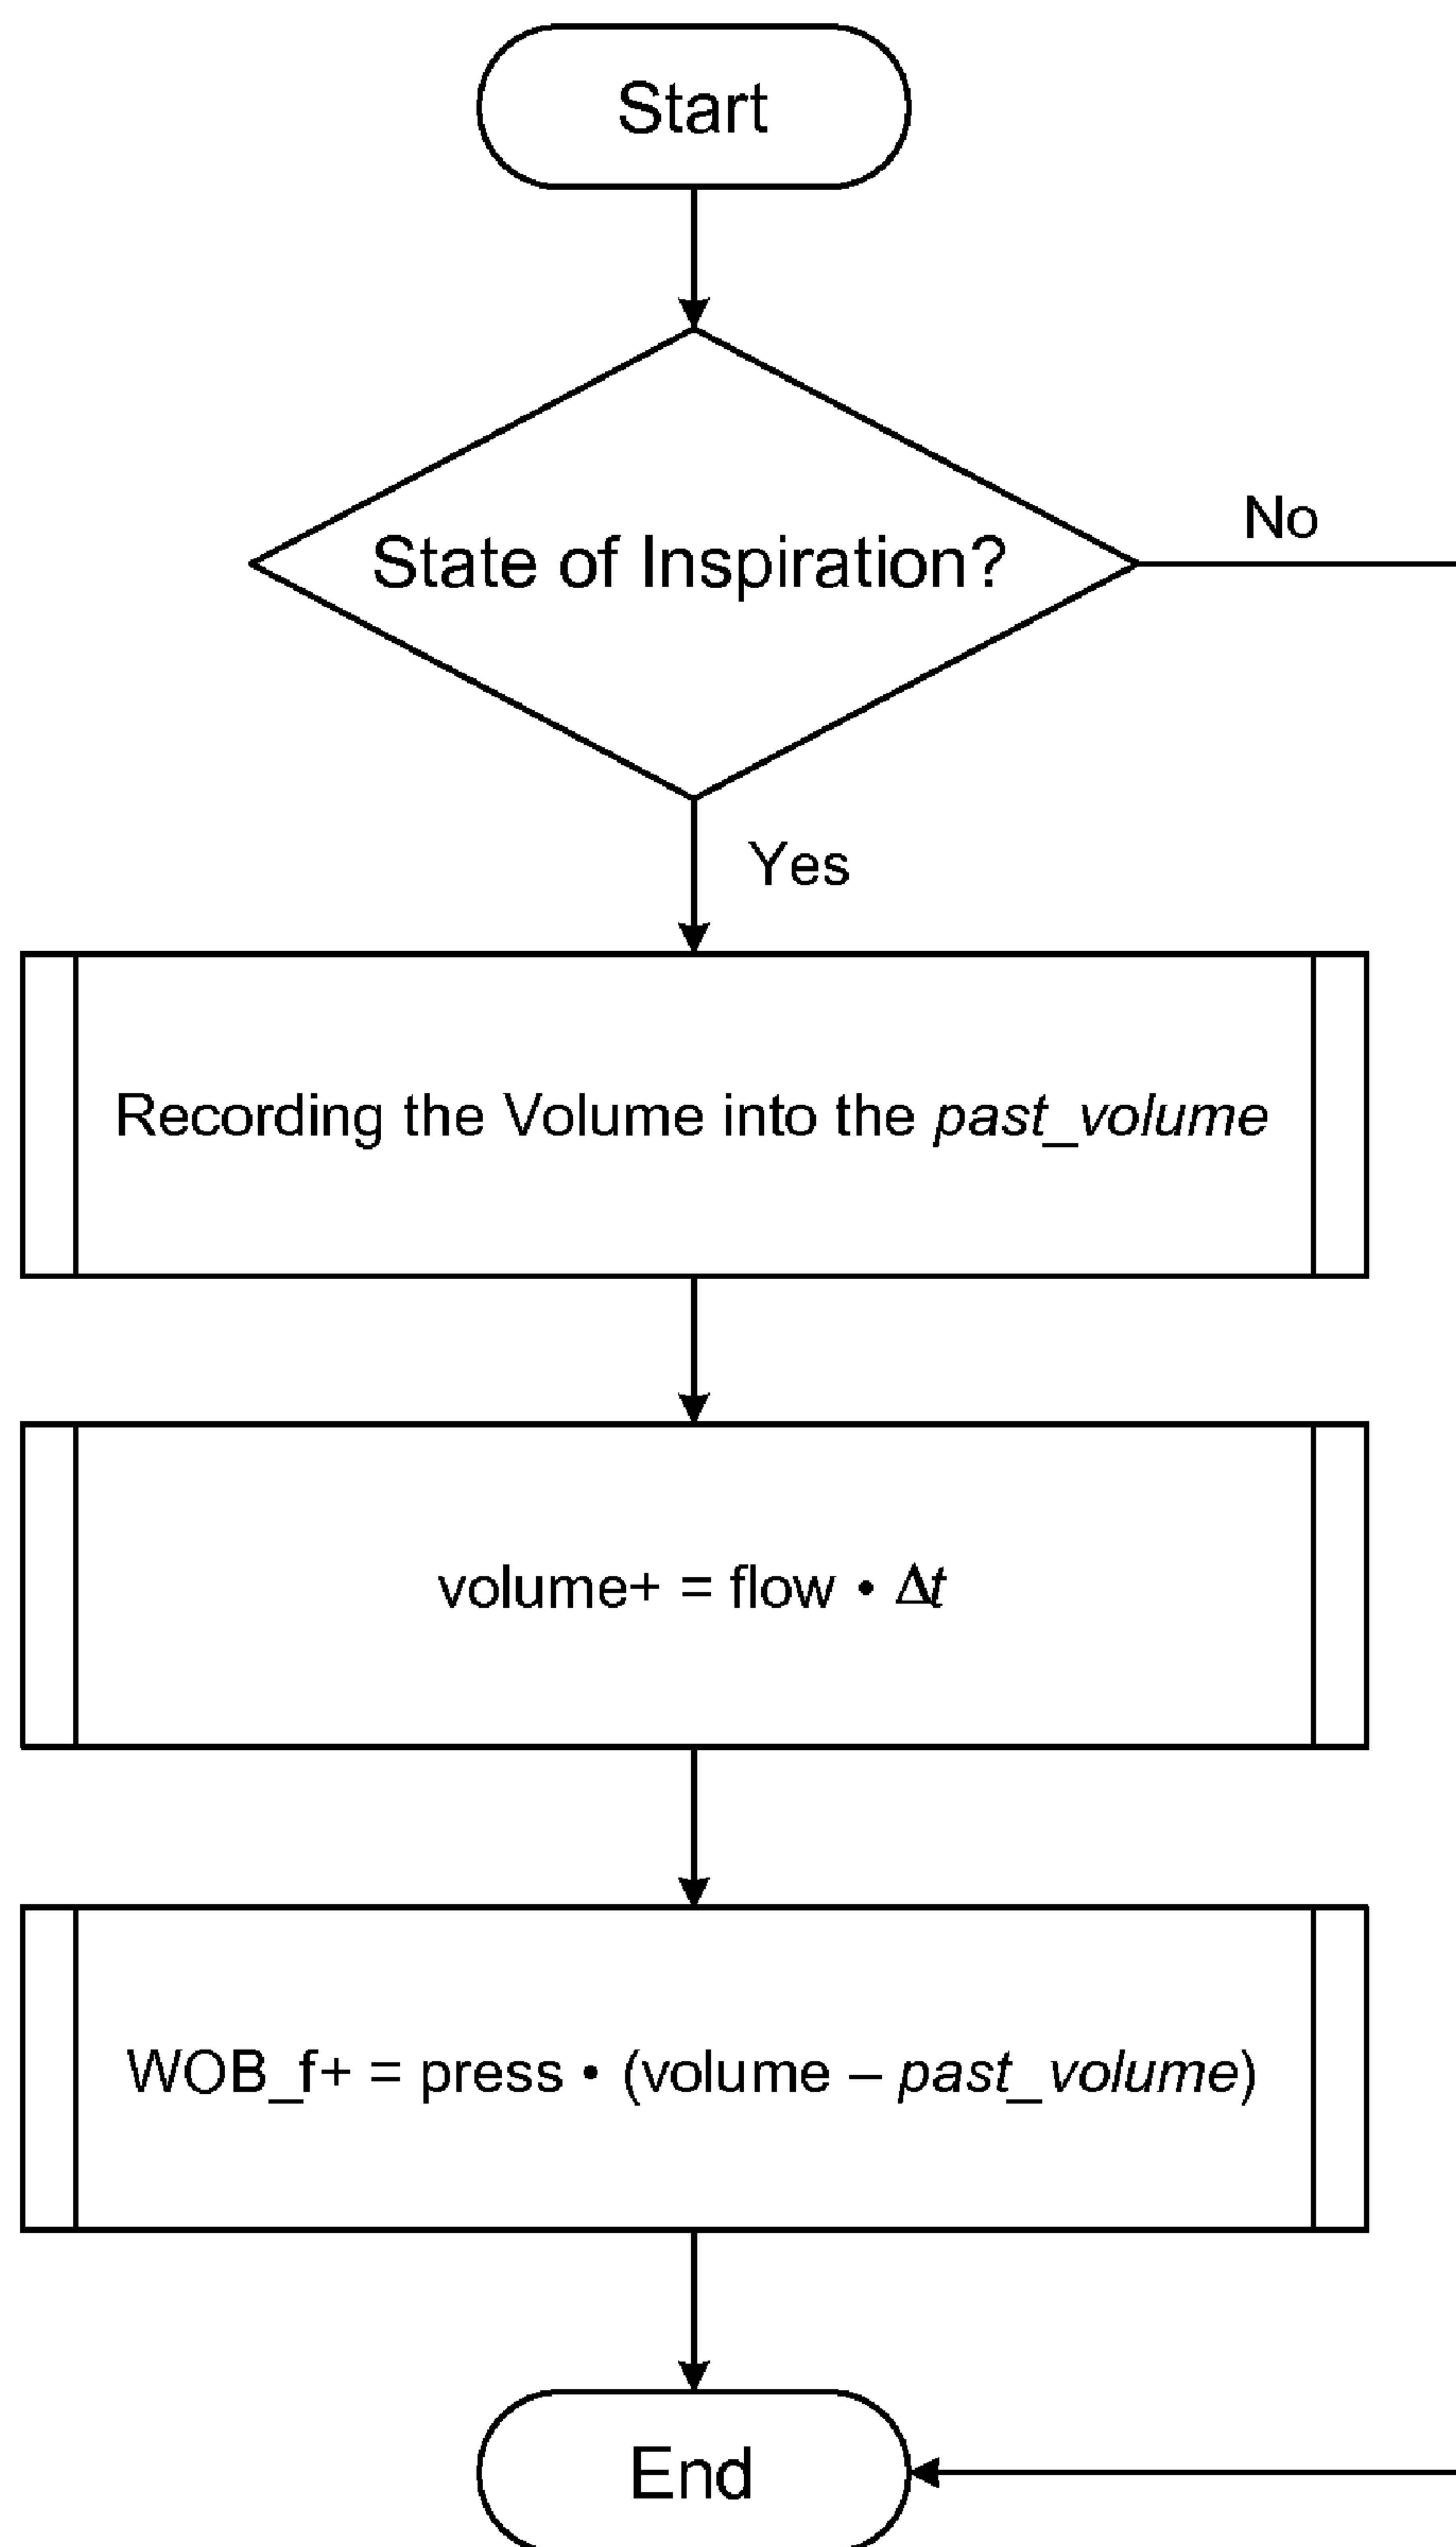 Start
State of Inspiration?
No
Yes
Recording the Volume into the past_volume
volume+ = flow • Δt
WOB_f+ = press • (volume – past_volume)
End